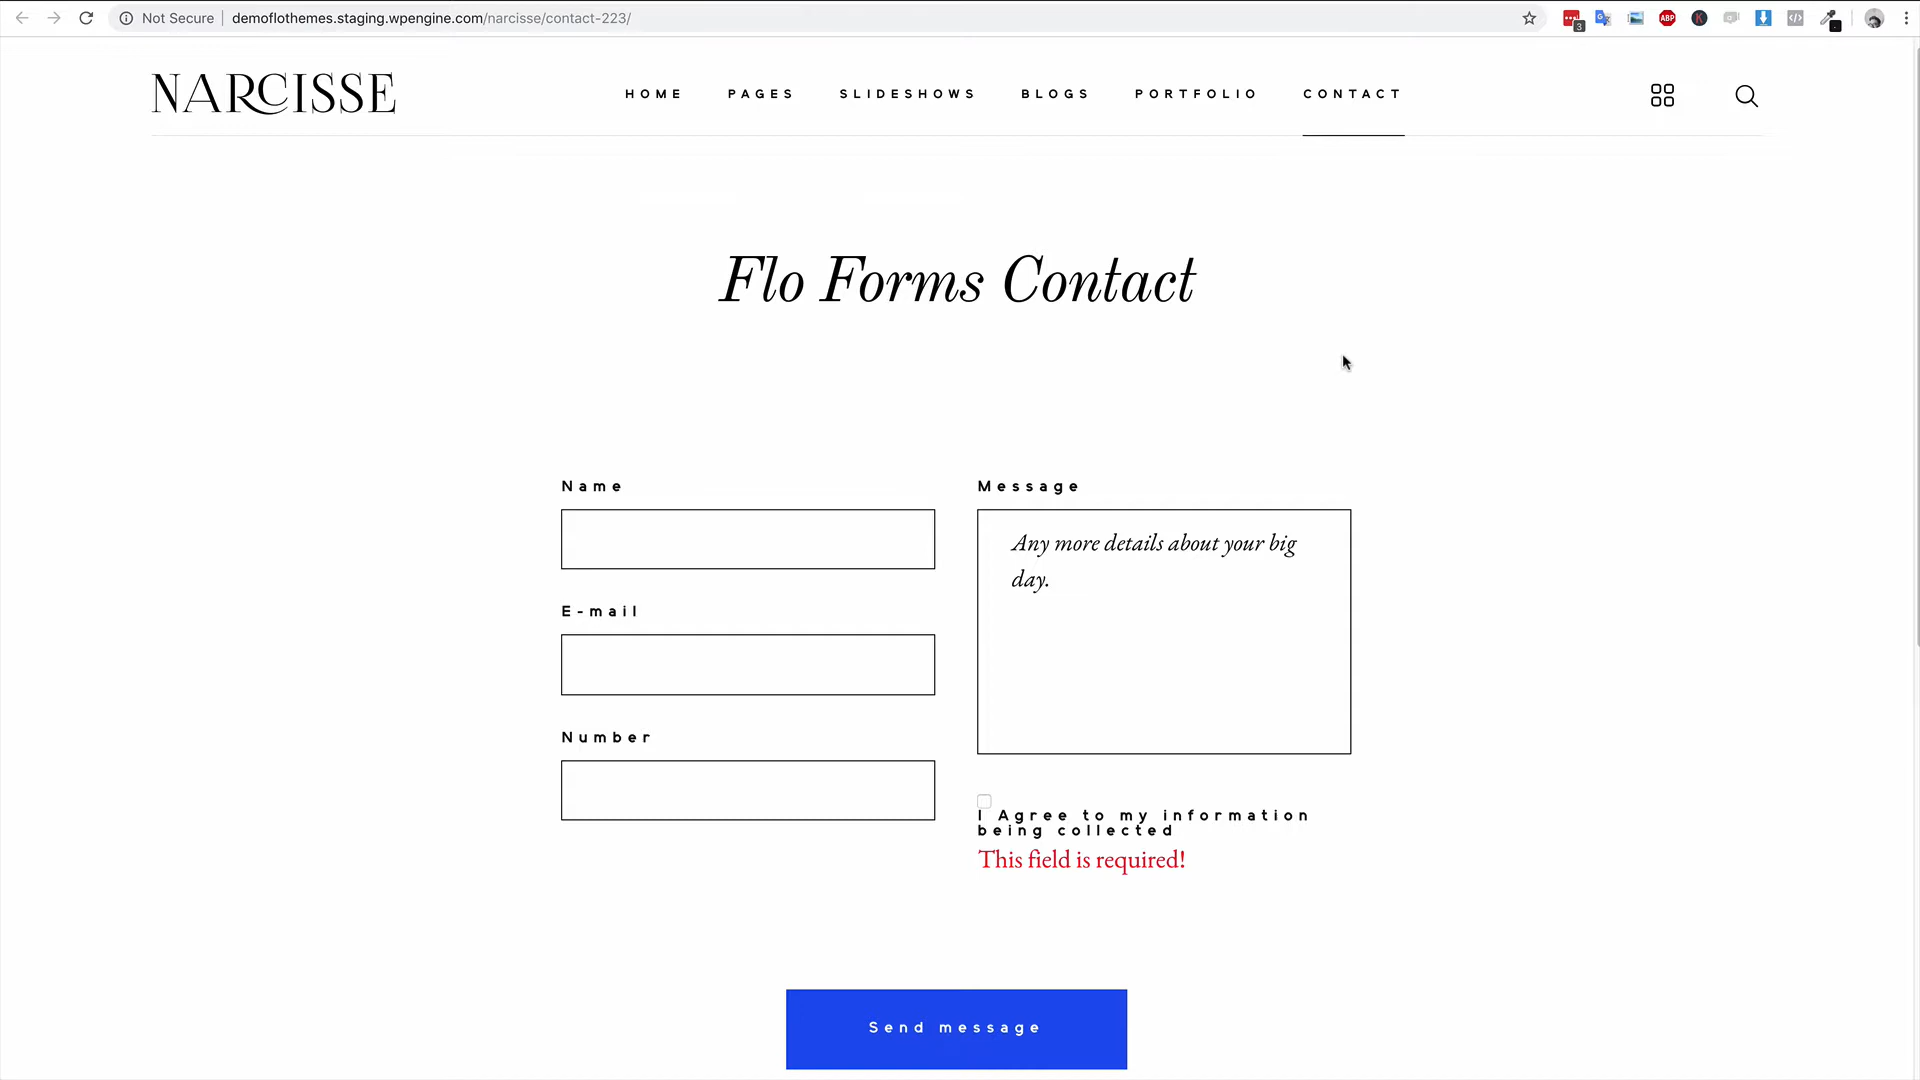 Not Secure demoflothemes.staging.wpengine.com/narcisse/contact-223/
3
ABP
K
NARCISSE
HOME PAGES SLIDESHOWS BLOGS PORTFOLIO CONTACT
Flo Forms Contact
Name
E-mail
Number
Message
Any more details about your big
day.
I Agree to my information
being collected
This field is required!
Send message